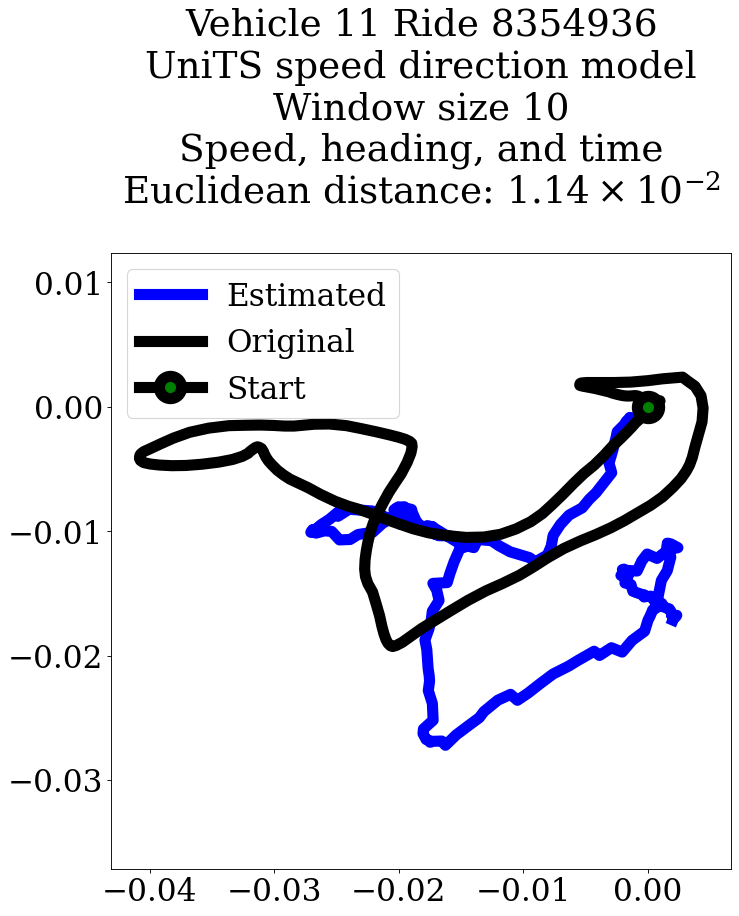 Vehicle 11 Ride 8354936
UniTS speed direction model
Window size 10
Speed, heading, and time
Euclidean distance: 1.14 × 10⁻²
Estimated
Original
Start
0.01
0.00
−0.01
−0.02
−0.03
−0.04 −0.03 −0.02 −0.01 0.00